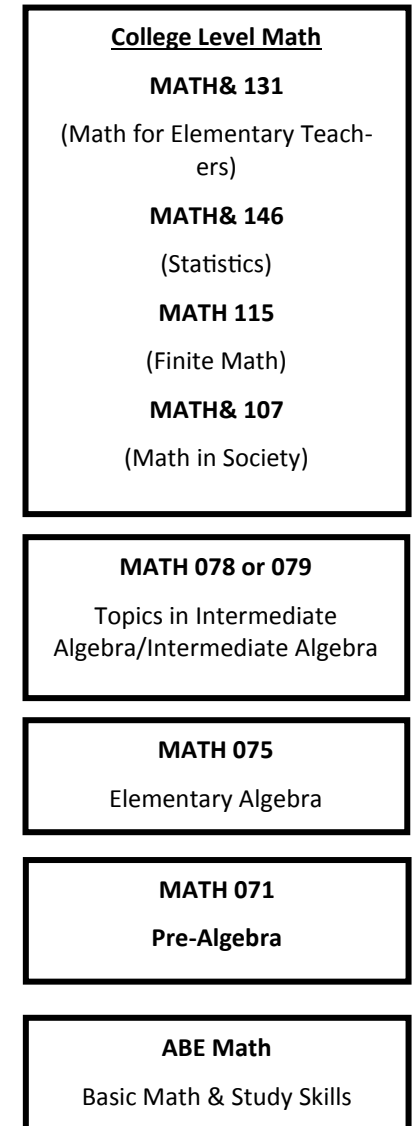 College Level Math
MATH& 131
(Math for Elementary Teach-
ers)
MATH& 146
(Statistics)
MATH 115
(Finite Math)
MATH& 107
(Math in Society)
MATH 078 or 079
Topics in Intermediate
Algebra/Intermediate Algebra
MATH 075
Elementary Algebra
MATH 071
Pre-Algebra
ABE Math
Basic Math & Study Skills